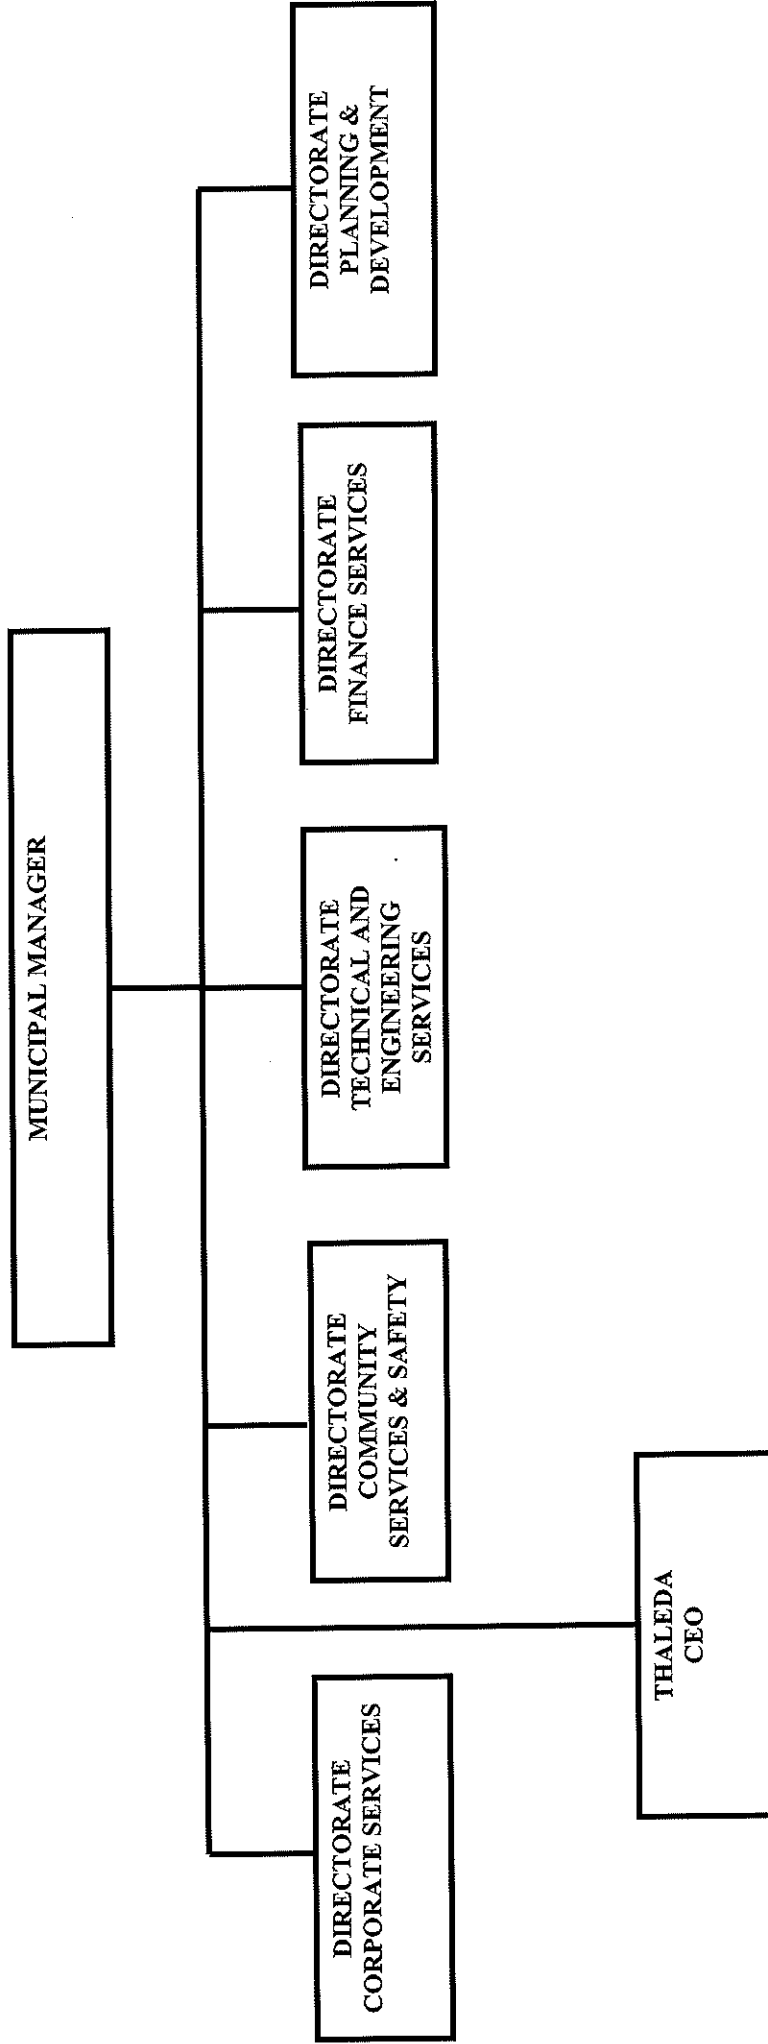 MUNICIPAL MANAGER
DIRECTORATE
CORPORATE SERVICES
DIRECTORATE
COMMUNITY
SERVICES & SAFETY
DIRECTORATE
TECHNICAL AND
ENGINEERING
SERVICES
DIRECTORATE
FINANCE SERVICES
DIRECTORATE
PLANNING &
DEVELOPMENT
THALEDA
CEO